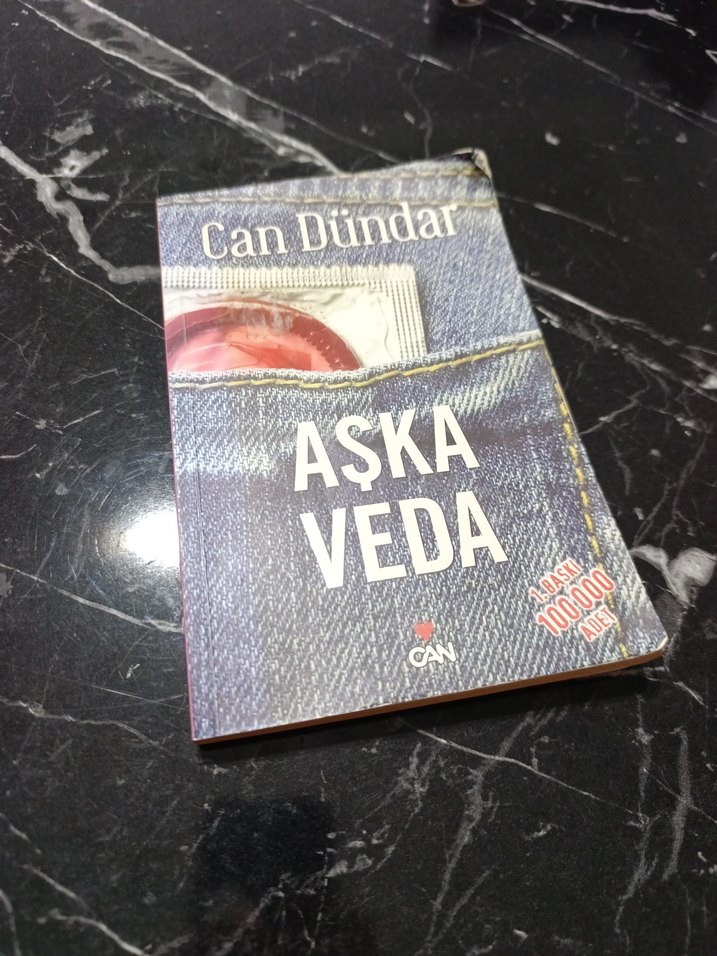 Can Dündar
AŞKA
VEDA
1. BASKI
100.000
ADET
CAN